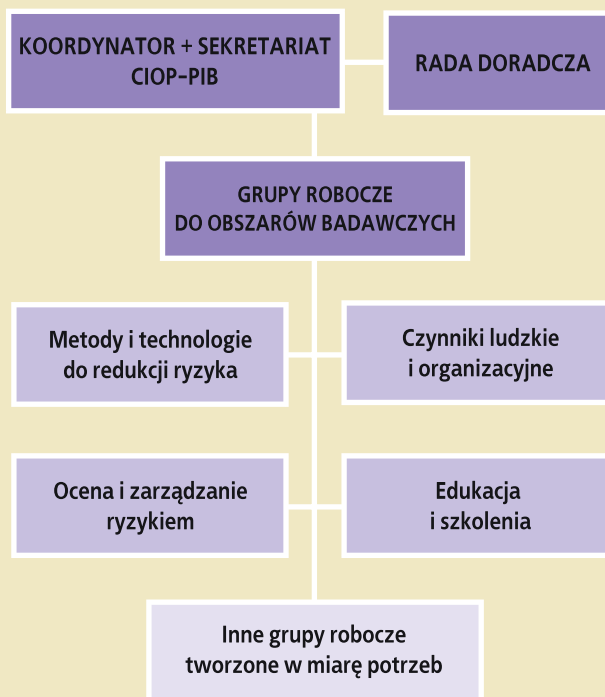 KOORDYNATOR + SEKRETARIAT
CIOP-PIB
RADA DORADCZA
GRUPY ROBOCZE
DO OBSZARÓW BADAWCZYCH
Metody i technologie
do redukcji ryzyka
Czynniki ludzkie
i organizacyjne
Ocena i zarządzanie
ryzykiem
Edukacja
i szkolenia
Inne grupy robocze
tworzone w miarę potrzeb